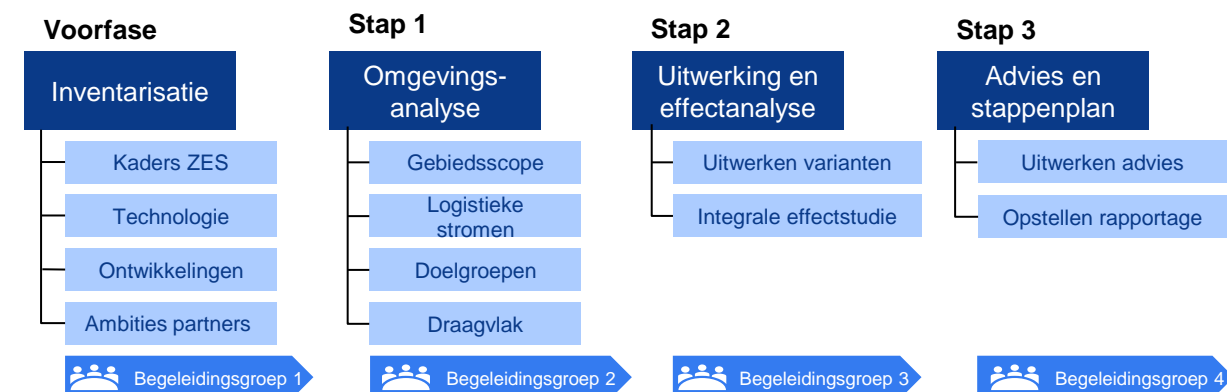 Voorfase
Inventarisatie
Kaders ZES
Technologie
Ontwikkelingen
Ambities partners
Begeleidingsgroep 1
Stap 1
Omgevings-
analyse
Gebiedsscope
Logistieke
stromen
Doelgroepen
Draagvlak
Begeleidingsgroep 2
Stap 2
Uitwerking en
effectanalyse
Uitwerken varianten
Integrale effectstudie
Begeleidingsgroep 3
Stap 3
Advies en
stappenplan
Uitwerken advies
Opstellen rapportage
Begeleidingsgroep 4